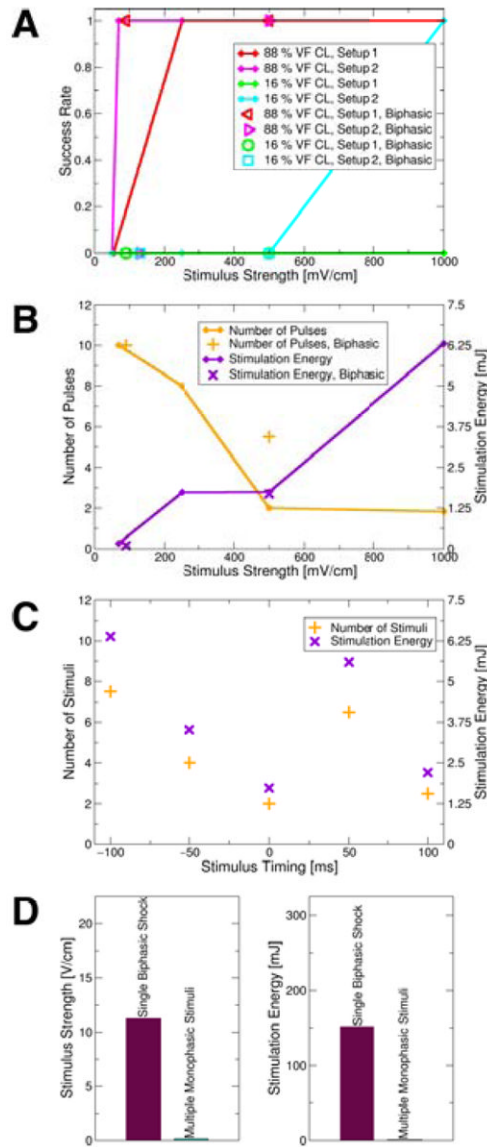 A
1
0.8
0.6
0.4
0.2
0
Success Rate
88 % VF CL, Setup 1
88 % VF CL, Setup 2
16 % VF CL, Setup 1
16 % VF CL, Setup 2
88 % VF CL, Setup 1, Biphasic
88 % VF CL, Setup 2, Biphasic
16 % VF CL, Setup 1, Biphasic
16 % VF CL, Setup 2, Biphasic
0 200 400 600 800 1000
Stimulus Strength [mV/cm]
B
12
10
8
6
4
2
0
Number of Pulses
Number of Pulses
Number of Pulses, Biphasic
Stimulation Energy
Stimulation Energy, Biphasic
7.5
6.25
5
3.75
2.5
1.25
0
Stimulation Energy [mJ]
0 200 400 600 800 1000
Stimulus Strength [mV/cm]
C
12
10
8
6
4
2
0
Number of Stimuli
Number of Stimuli
Stimulation Energy
7.5
6.25
5
3.75
2.5
1.25
0
Stimulation Energy [mJ]
-100 -50 0 50 100
Stimulus Timing [ms]
D
20
15
10
5
0
Stimulus Strength [V/cm]
Single Biphasic Shock
Multiple Monophasic Stimuli
300
200
100
0
Stimulation Energy [mJ]
Single Biphasic Shock
Multiple Monophasic Stimuli